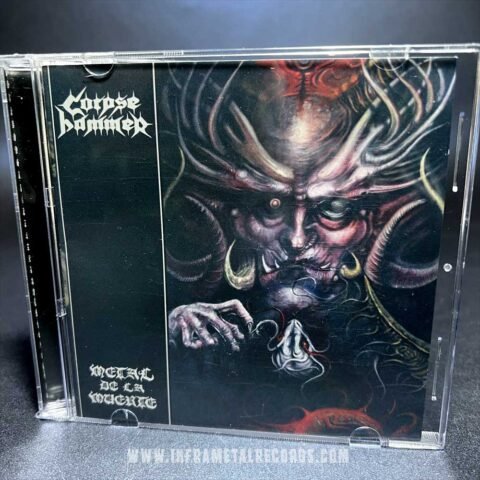 Corpse
hammer
METAL
DE LA
MUERTE
WWW.INFRAMETALRECORDS.COM